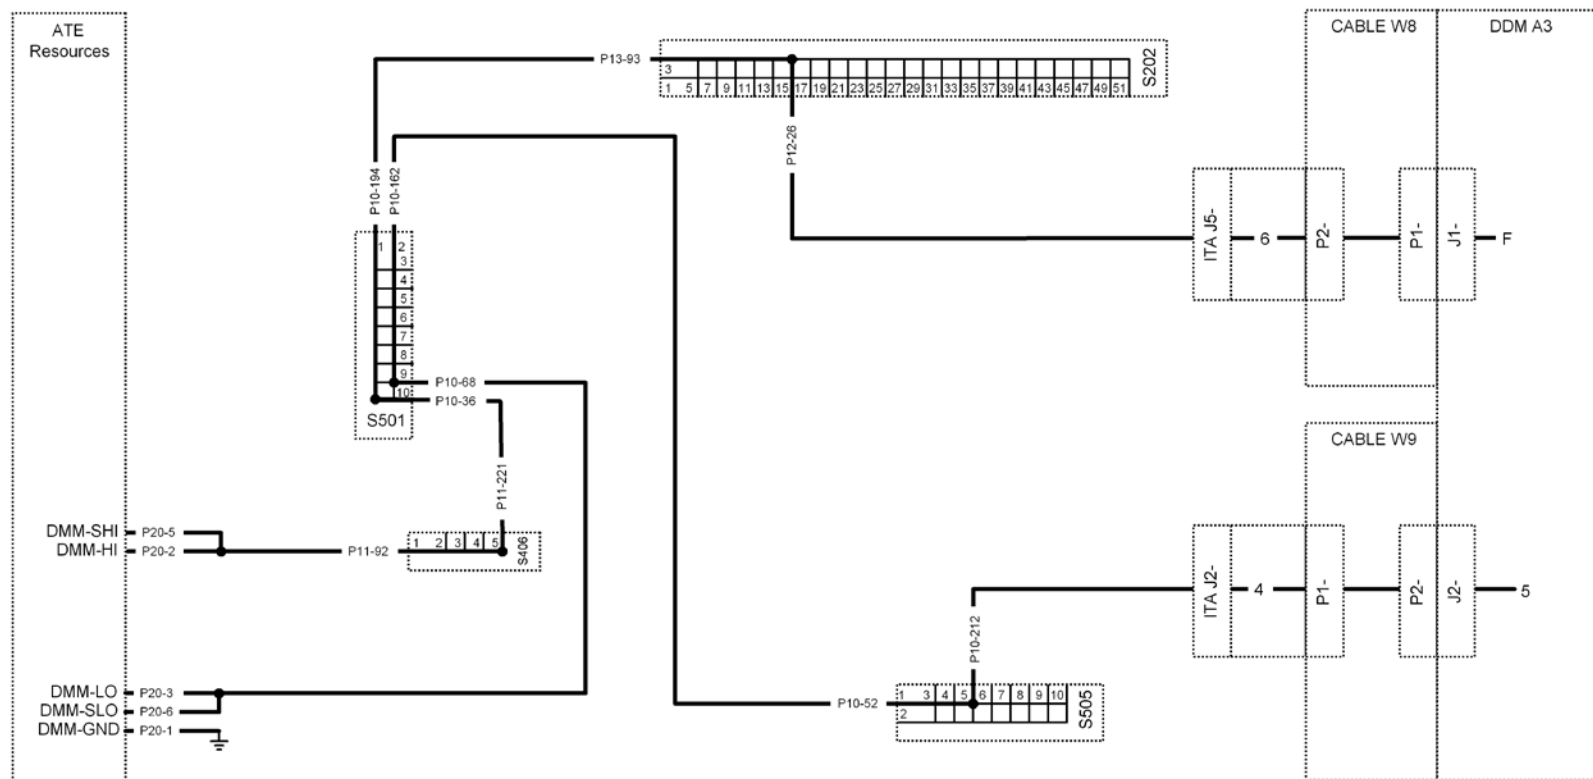 ATE
Resources
CABLE W8
DDM A3
P13-93
3
1 5 7 9 11 13 15 17 19 21 23 25 27 29 31 33 35 37 39 41 43 45 47 49 51
S202
P12-26
P10-194
P10-162
ITA J5-
6
P2-
P1-
J1-
F
1 2
3
4
5
6
7
8
9
10
P10-68
P10-36
S501
CABLE W9
P11-221
DMM-SHI
P20-5
DMM-HI
P20-2
P11-92
1 2 3 4 5
S406
ITA J2-
4
P1-
P2-
J2-
5
P10-212
DMM-LO
P20-3
DMM-SLO
P20-6
DMM-GND
P20-1
P10-52
1 3 4 5 6 7 8 9 10
2
S505